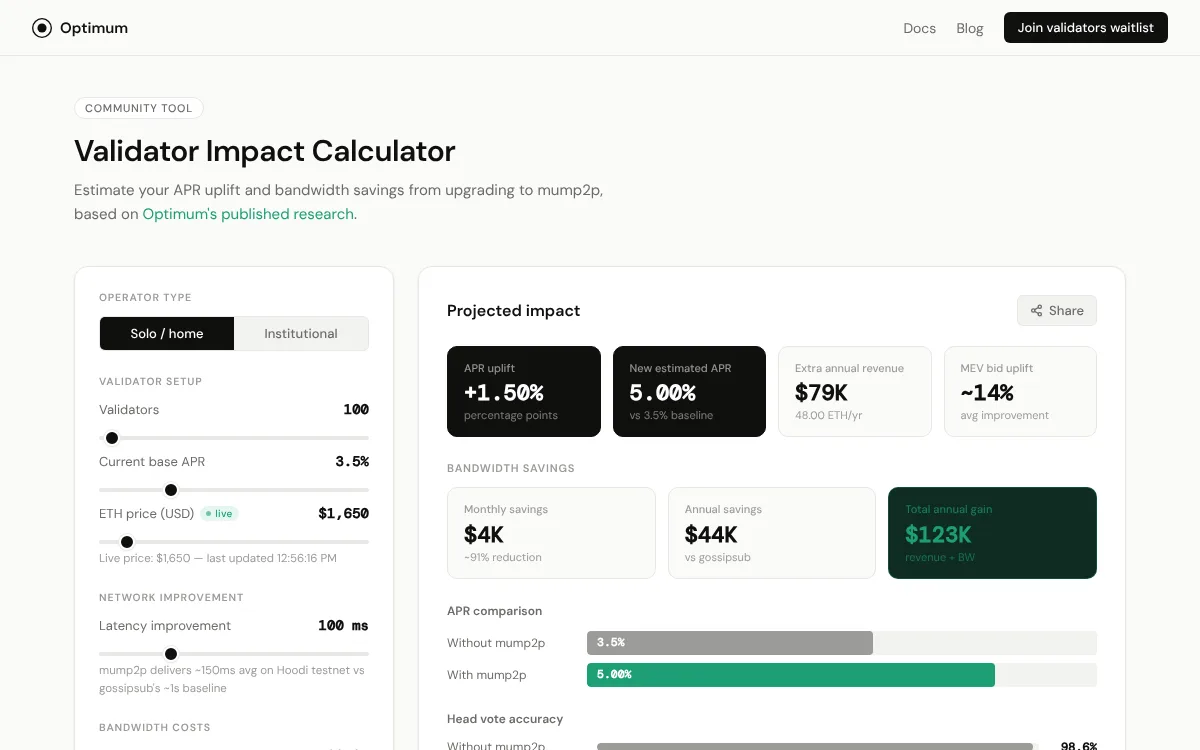 Optimum
Docs
Blog
Join validators waitlist
COMMUNITY TOOL
Validator Impact Calculator
Estimate your APR uplift and bandwidth savings from upgrading to mump2p,
based on Optimum's published research.
OPERATOR TYPE
Solo / home
Institutional
VALIDATOR SETUP
Validators
100
Current base APR
3.5%
ETH price (USD)
live
$1,650
Live price: $1,650 — last updated 12:56:16 PM
NETWORK IMPROVEMENT
Latency improvement
100 ms
mump2p delivers ~150ms avg on Hoodi testnet vs
gossipsub's ~1s baseline
BANDWIDTH COSTS
Projected impact
Share
APR uplift
+1.50%
percentage points
New estimated APR
5.00%
vs 3.5% baseline
Extra annual revenue
$79K
48.00 ETH/yr
MEV bid uplift
~14%
avg improvement
BANDWIDTH SAVINGS
Monthly savings
$4K
~91% reduction
Annual savings
$44K
vs gossipsub
Total annual gain
$123K
revenue + BW
APR comparison
Without mump2p
3.5%
With mump2p
5.00%
Head vote accuracy
Without mump2p
98.6%